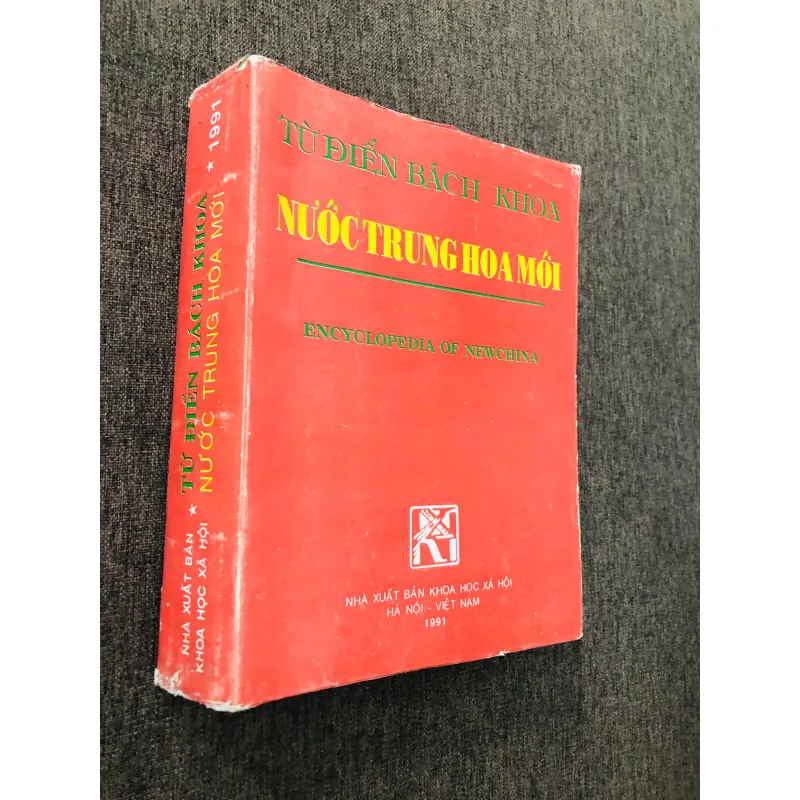 TỪ ĐIỂN BÁCH KHOA
NƯỚC TRUNG HOA MỚI
ENCYCLOPEDIA OF NEWCHINA
NHÀ XUẤT BẢN KHOA HỌC XÃ HỘI
HÀ NỘI - VIỆT NAM
1991
NHÀ XUẤT BẢN
KHOA HỌC XÃ HỘI
★
TỪ ĐIỂN BÁCH KHOA
NƯỚC TRUNG HOA MỚI
★ 1991